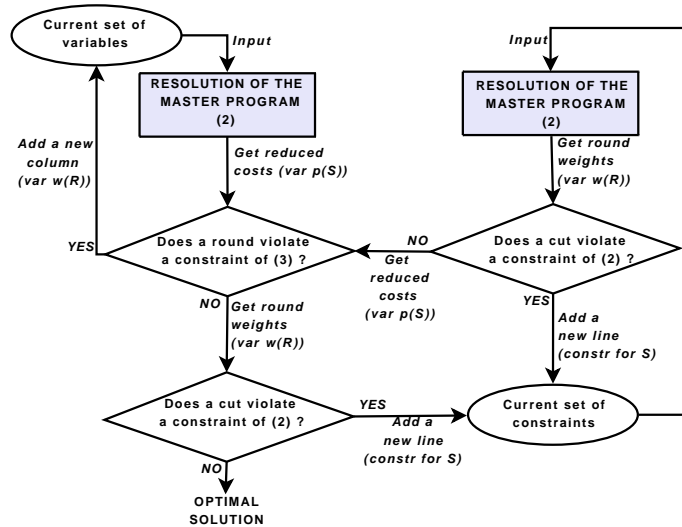 Current set of
variables
Input
RESOLUTION OF THE
MASTER PROGRAM
(2)
Add a new
column
(var w(R))
Get reduced
costs (var p(S))
YES
Does a round violate
a constraint of (3) ?
NO
Get round
weights
(var w(R))
Does a cut violate
a constraint of (2) ?
YES
Add a
new line
(constr for S)
NO
OPTIMAL
SOLUTION
Input
RESOLUTION OF THE
MASTER PROGRAM
(2)
Get round
weights
(var w(R))
Does a cut violate
a constraint of (2) ?
NO
Get
reduced
costs
(var p(S))
YES
Add a
new line
(constr for S)
Current set of
constraints